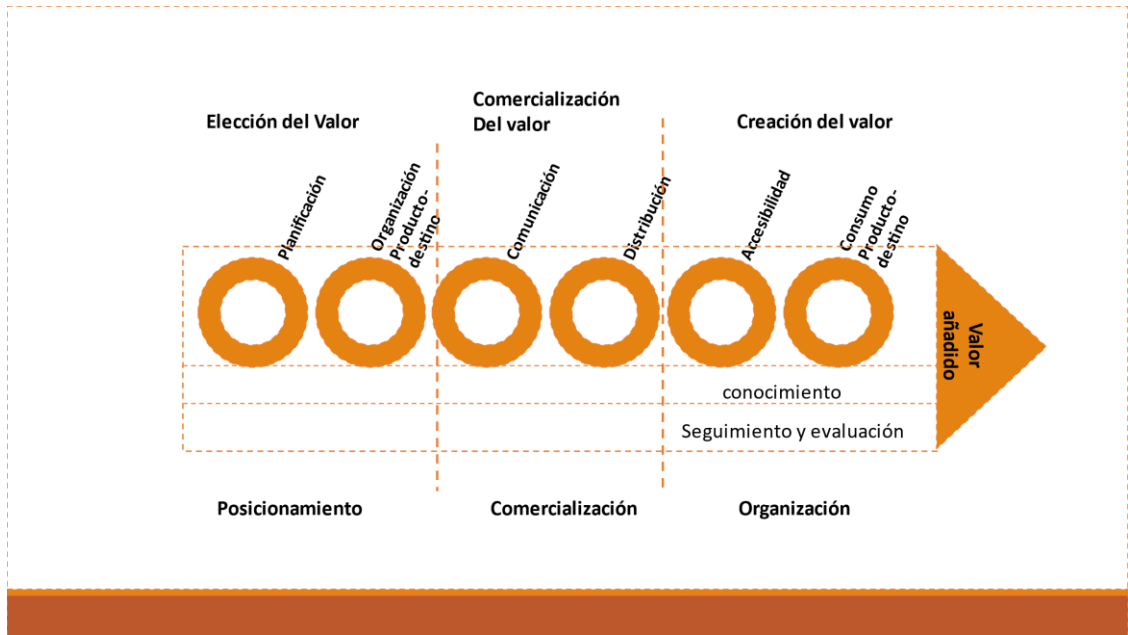 Elección del Valor
Comercialización
Del valor
Creación del valor
Planificación
Organización
Producto-
destino
Comunicación
Distribución
Accesibilidad
Consumo
Producto-
destino
Valor
añadido
conocimiento
Seguimiento y evaluación
Posicionamiento
Comercialización
Organización